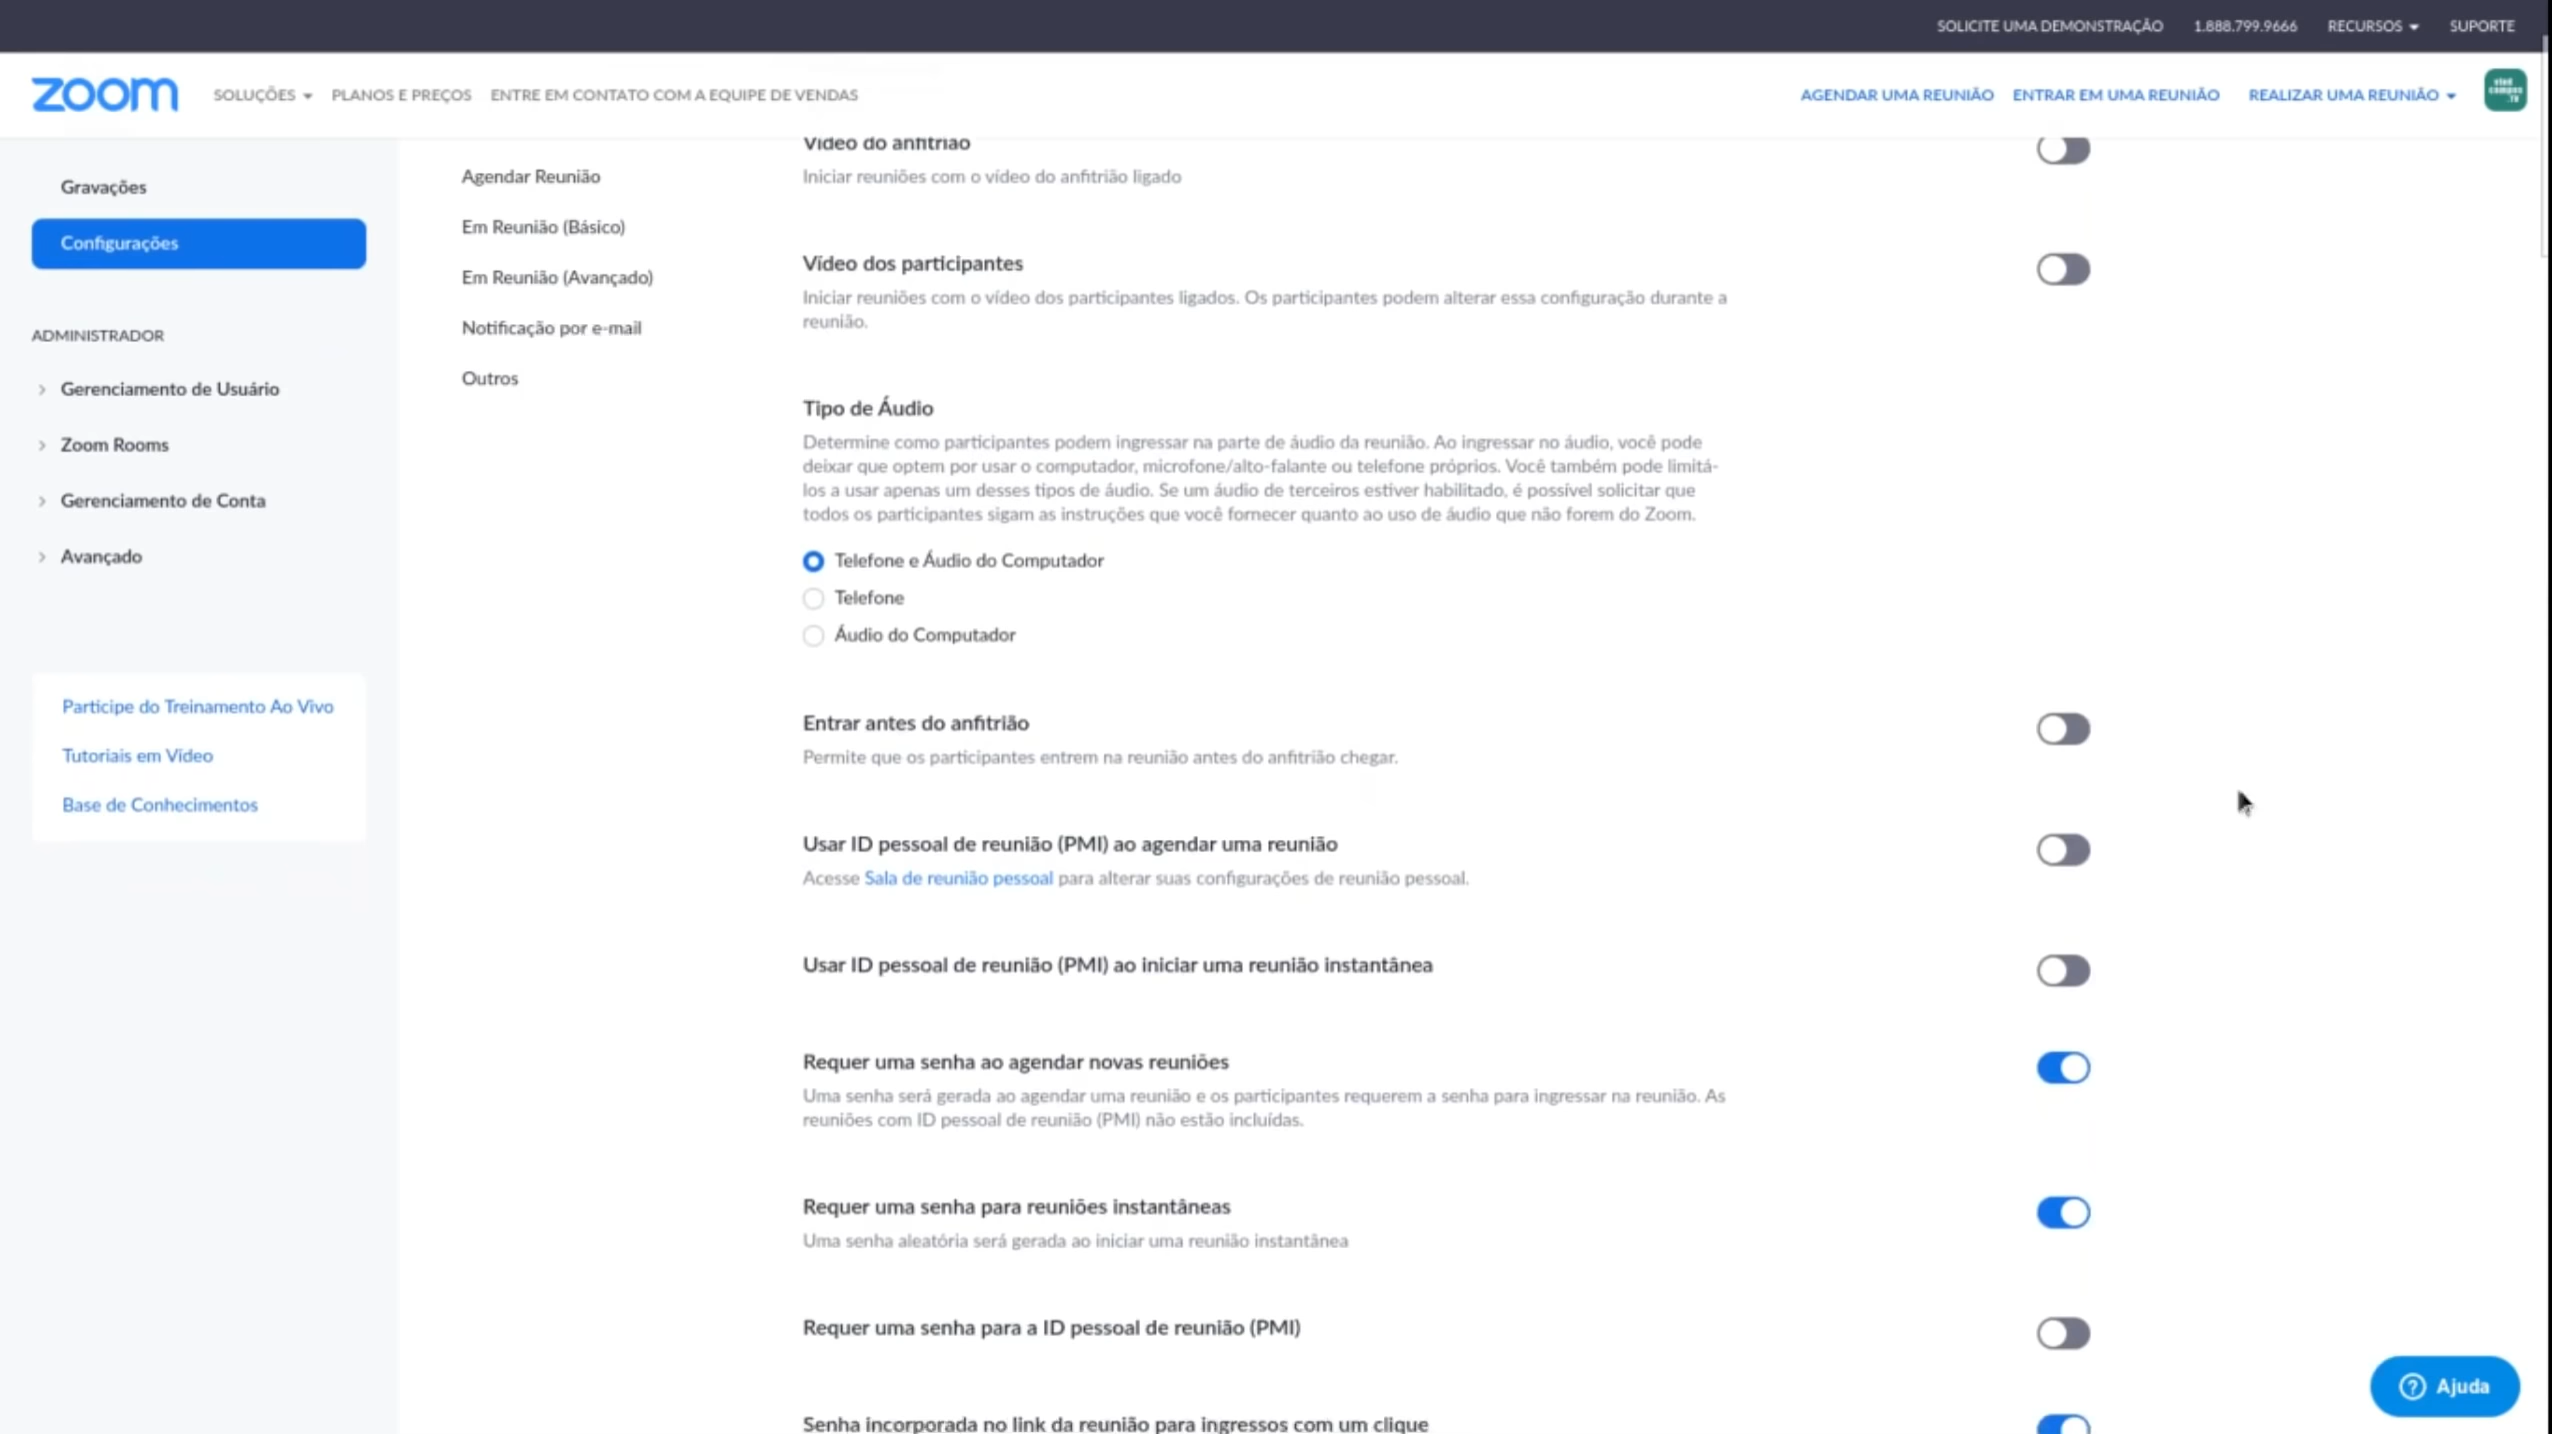 SOLICITE UMA DEMONSTRAÇÃO 1.888.799.9666 RECURSOS SUPORTE
zoom SOLUÇÕES PLANOS E PREÇOS ENTRE EM CONTATO COM A EQUIPE DE VENDAS AGENDAR UMA REUNIÃO ENTRAR EM UMA REUNIÃO REALIZAR UMA REUNIÃO
Gravações
Configurações
ADMINISTRADOR
Gerenciamento de Usuário
Zoom Rooms
Gerenciamento de Conta
Avançado
Participe do Treinamento Ao Vivo
Tutoriais em Vídeo
Base de Conhecimentos
Agendar Reunião
Em Reunião (Básico)
Em Reunião (Avançado)
Notificação por e-mail
Outros
Vídeo do anfitrião
Iniciar reuniões com o vídeo do anfitrião ligado
Vídeo dos participantes
Iniciar reuniões com o vídeo dos participantes ligados. Os participantes podem alterar essa configuração durante a
reunião.
Tipo de Áudio
Determine como participantes podem ingressar na parte de áudio da reunião. Ao ingressar no áudio, você pode
deixar que optem por usar o computador, microfone/alto-falante ou telefone próprios. Você também pode limitá-
los a usar apenas um desses tipos de áudio. Se um áudio de terceiros estiver habilitado, é possível solicitar que
todos os participantes sigam as instruções que você fornecer quanto ao uso de áudio que não forem do Zoom.
Telefone e Áudio do Computador
Telefone
Áudio do Computador
Entrar antes do anfitrião
Permite que os participantes entrem na reunião antes do anfitrião chegar.
Usar ID pessoal de reunião (PMI) ao agendar uma reunião
Acesse Sala de reunião pessoal para alterar suas configurações de reunião pessoal.
Usar ID pessoal de reunião (PMI) ao iniciar uma reunião instantânea
Requer uma senha ao agendar novas reuniões
Uma senha será gerada ao agendar uma reunião e os participantes requerem a senha para ingressar na reunião. As
reuniões com ID pessoal de reunião (PMI) não estão incluídas.
Requer uma senha para reuniões instantâneas
Uma senha aleatória será gerada ao iniciar uma reunião instantânea
Requer uma senha para a ID pessoal de reunião (PMI)
Senha incorporada no link da reunião para ingressos com um clique
Ajuda